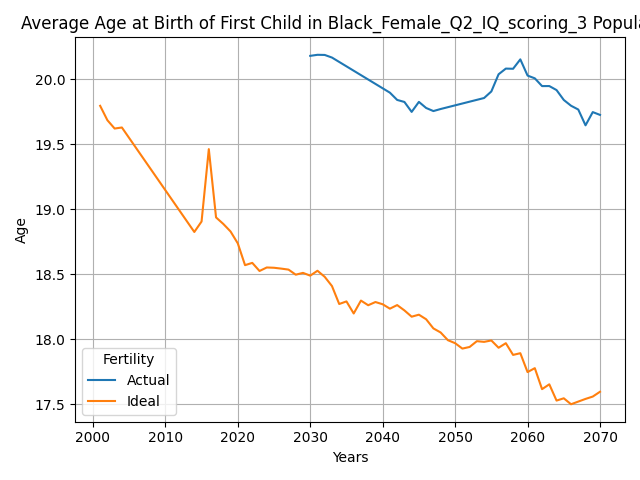 Average Age at Birth of First Child in Black_Female_Q2_IQ_scoring_3 Popula
20.0
19.5
19.0
18.5
18.0
17.5
Age
Fertility
Actual
Ideal
2000 2010 2020 2030 2040 2050 2060 2070
Years